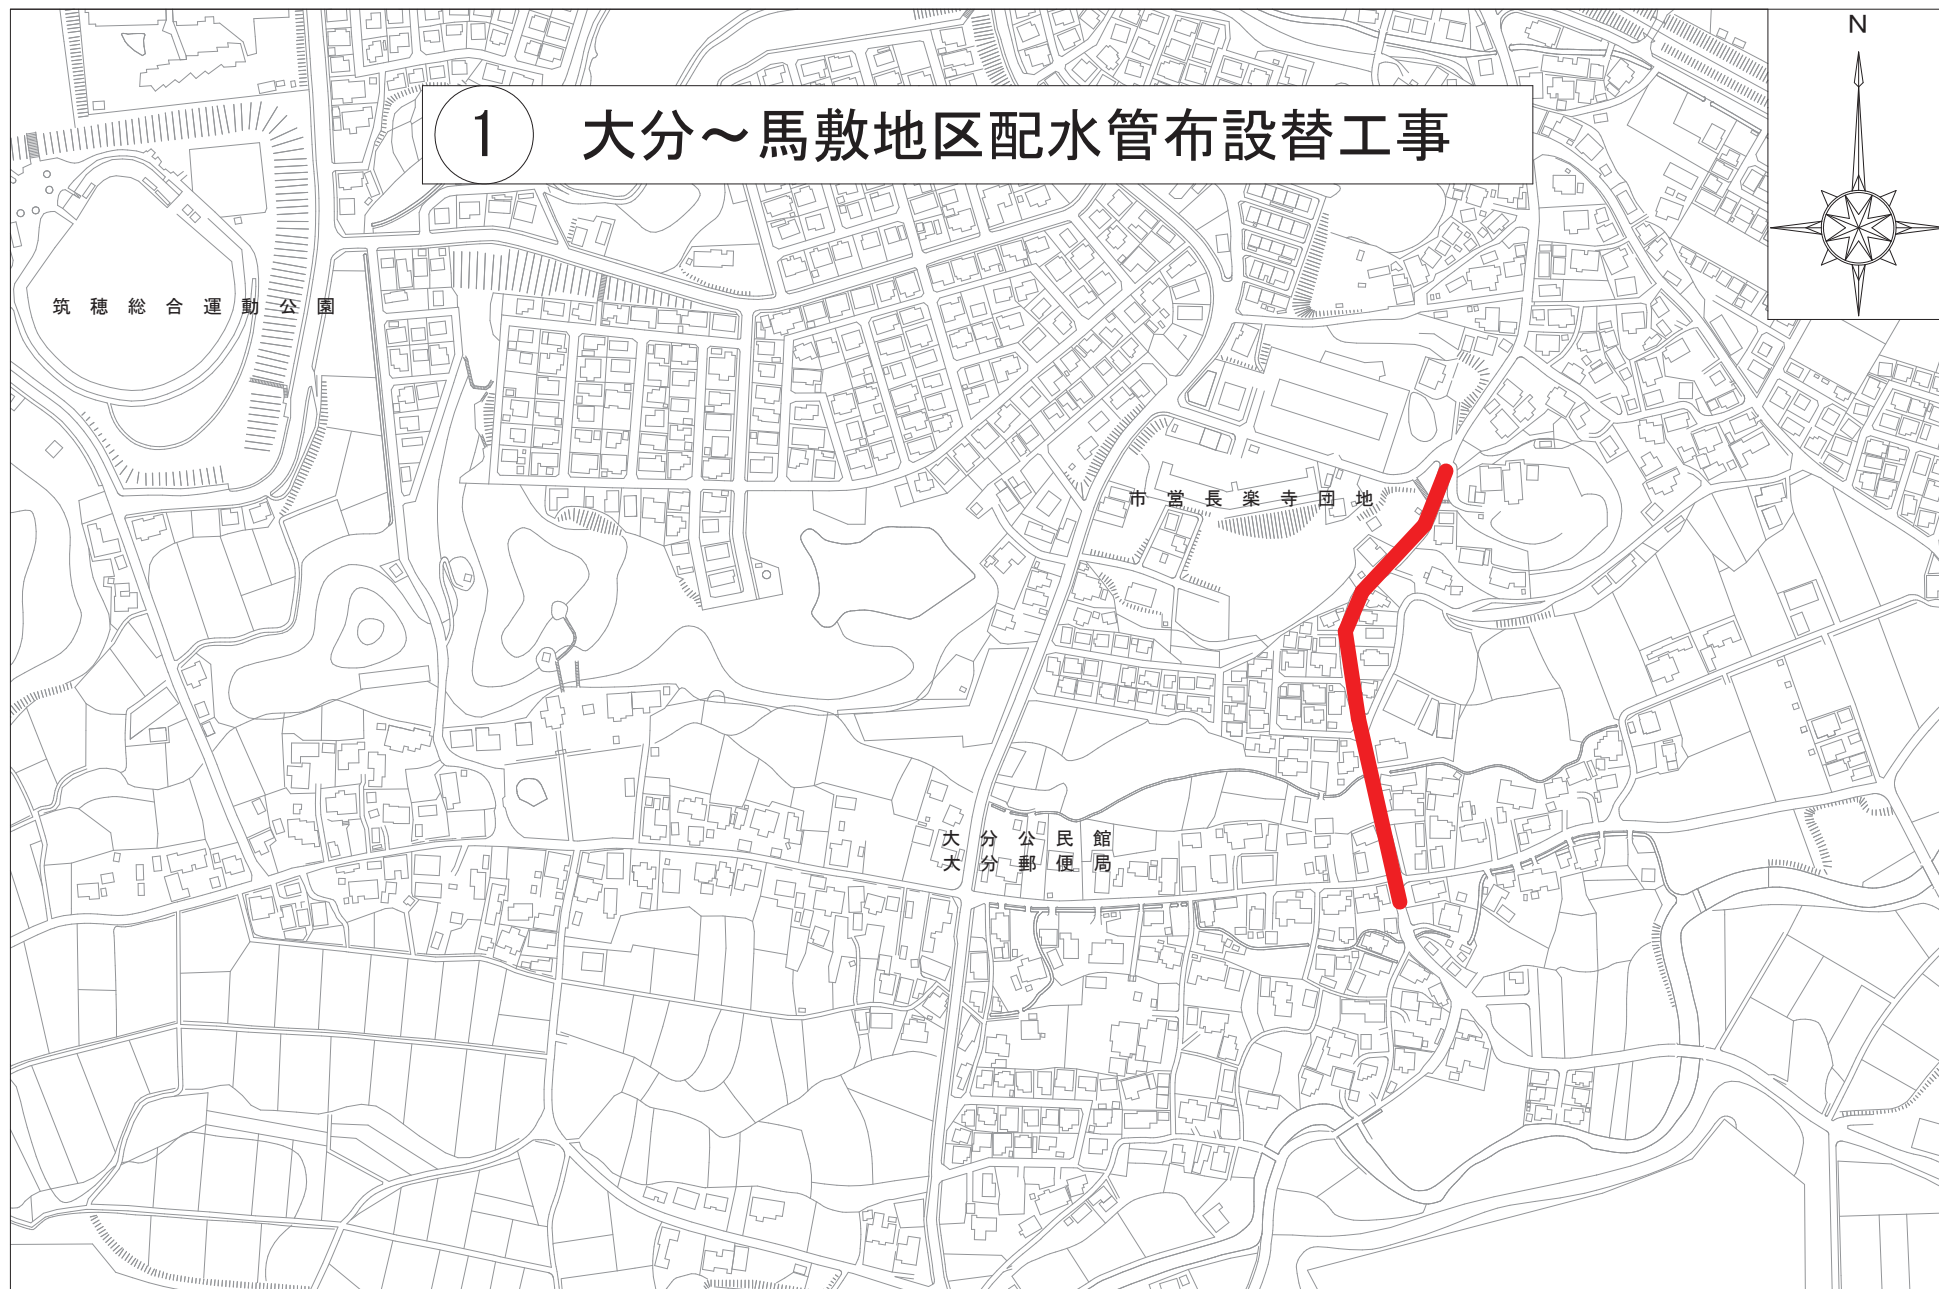 N
① 大分～馬敷地区配水管布設替工事
筑穂総合運動公園
市営長楽寺団地
大分公民館
大分郵便局